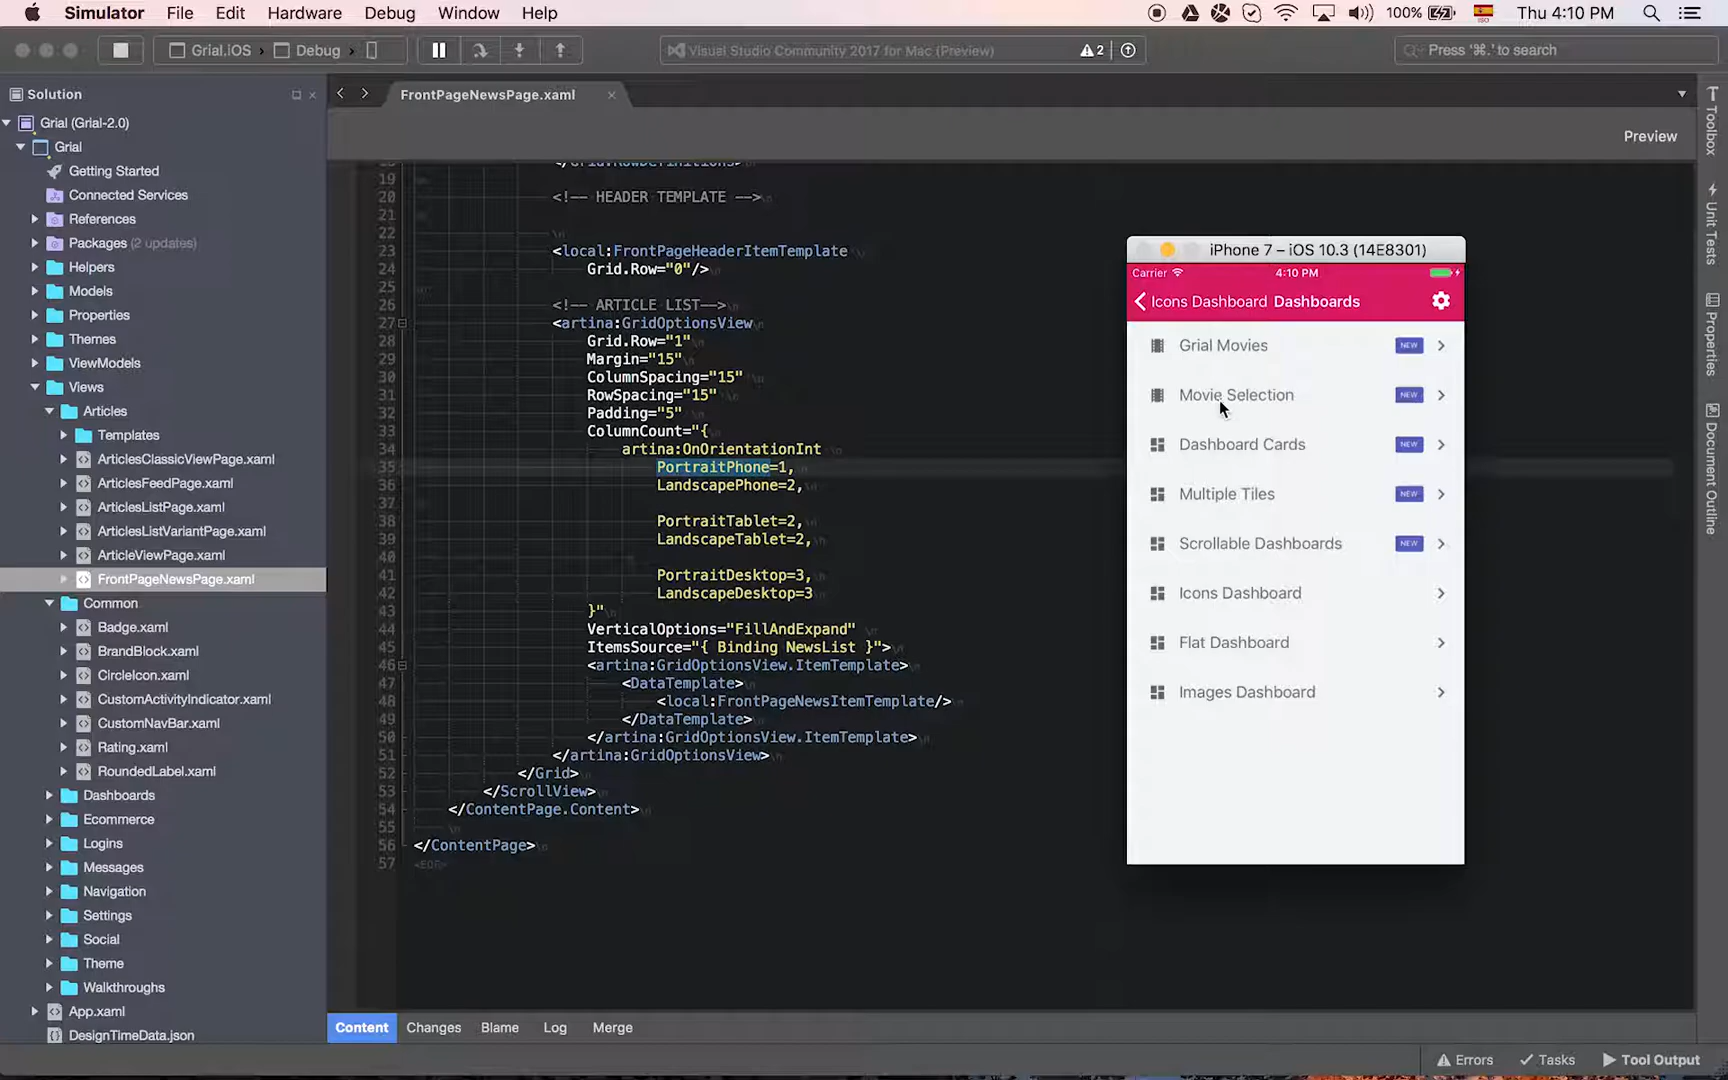 Simulator File Edit Hardware Debug Window Help
100% ISO Thu 4:10 PM
Grial.iOS > Debug >
Visual Studio Community 2017 for Mac (Preview)
2
Press ‘⌘.’ to search
Solution
Grial (Grial-2.0)
Grial
Getting Started
Connected Services
References
Packages (2 updates)
Helpers
Models
Properties
Themes
ViewModels
Views
Articles
Templates
ArticlesClassicViewPage.xaml
ArticlesFeedPage.xaml
ArticlesListPage.xaml
ArticlesListVariantPage.xaml
ArticleViewPage.xaml
FrontPageNewsPage.xaml
Common
Badge.xaml
BrandBlock.xaml
CircleIcon.xaml
CustomActivityIndicator.xaml
CustomNavBar.xaml
Rating.xaml
RoundedLabel.xaml
Dashboards
Ecommerce
Logins
Messages
Navigation
Settings
Social
Theme
Walkthroughs
App.xaml
DesignTimeData.json
FrontPageNewsPage.xaml
Preview
18 </Grid.RowDefinitions>
19
20 <!-- HEADER TEMPLATE -->
21
22
23 <local:FrontPageHeaderItemTemplate
24 Grid.Row="0"/>
25
26 <!-- ARTICLE LIST-->
27 <artina:GridOptionsView
28 Grid.Row="1"
29 Margin="15"
30 ColumnSpacing="15"
31 RowSpacing="15"
32 Padding="5"
33 ColumnCount="{
34 artina:OnOrientationInt
35 PortraitPhone=1,
36 LandscapePhone=2,
37
38 PortraitTablet=2,
39 LandscapeTablet=2,
40
41 PortraitDesktop=3,
42 LandscapeDesktop=3
43 }"
44 VerticalOptions="FillAndExpand"
45 ItemsSource="{ Binding NewsList }">
46 <artina:GridOptionsView.ItemTemplate>
47 <DataTemplate>
48 <local:FrontPageNewsItemTemplate/>
49 </DataTemplate>
50 </artina:GridOptionsView.ItemTemplate>
51 </artina:GridOptionsView>
52 </Grid>
53 </ScrollView>
54 </ContentPage.Content>
55
56 </ContentPage>
57 <EOF>
iPhone 7 – iOS 10.3 (14E8301)
Carrier 4:10 PM
Icons Dashboard Dashboards
Grial Movies NEW
Movie Selection NEW
Dashboard Cards NEW
Multiple Tiles NEW
Scrollable Dashboards NEW
Icons Dashboard
Flat Dashboard
Images Dashboard
Toolbox
Unit Tests
Properties
Document Outline
Content Changes Blame Log Merge
Errors Tasks Tool Output